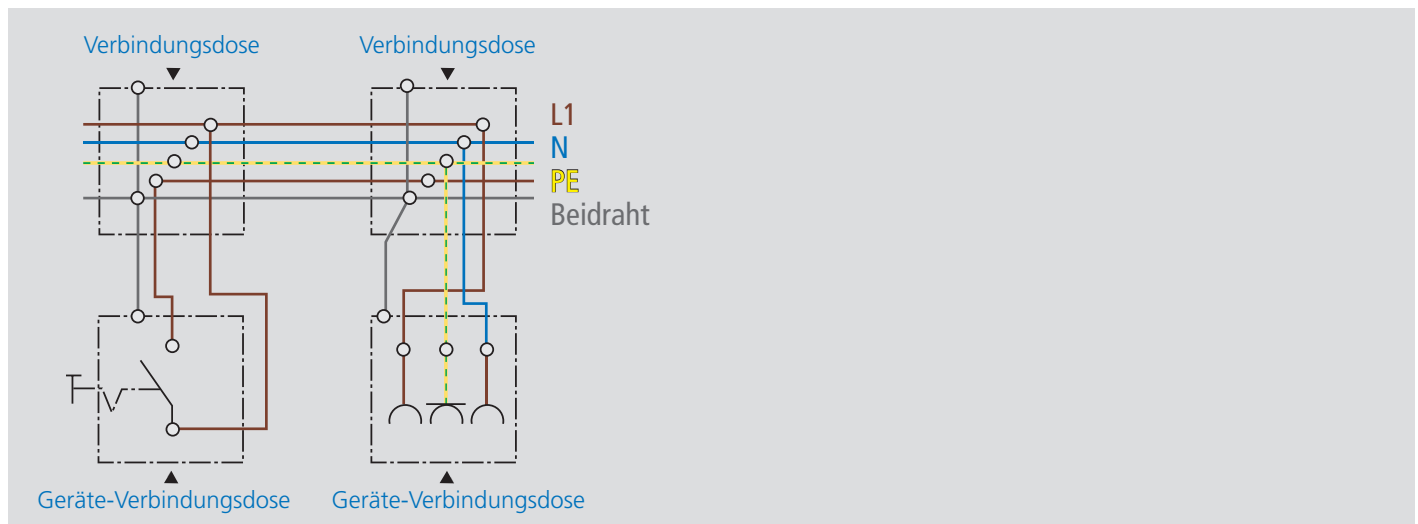 Verbindungsdose
Verbindungsdose
L1
N
PE
Beidraht
Geräte-Verbindungsdose
Geräte-Verbindungsdose